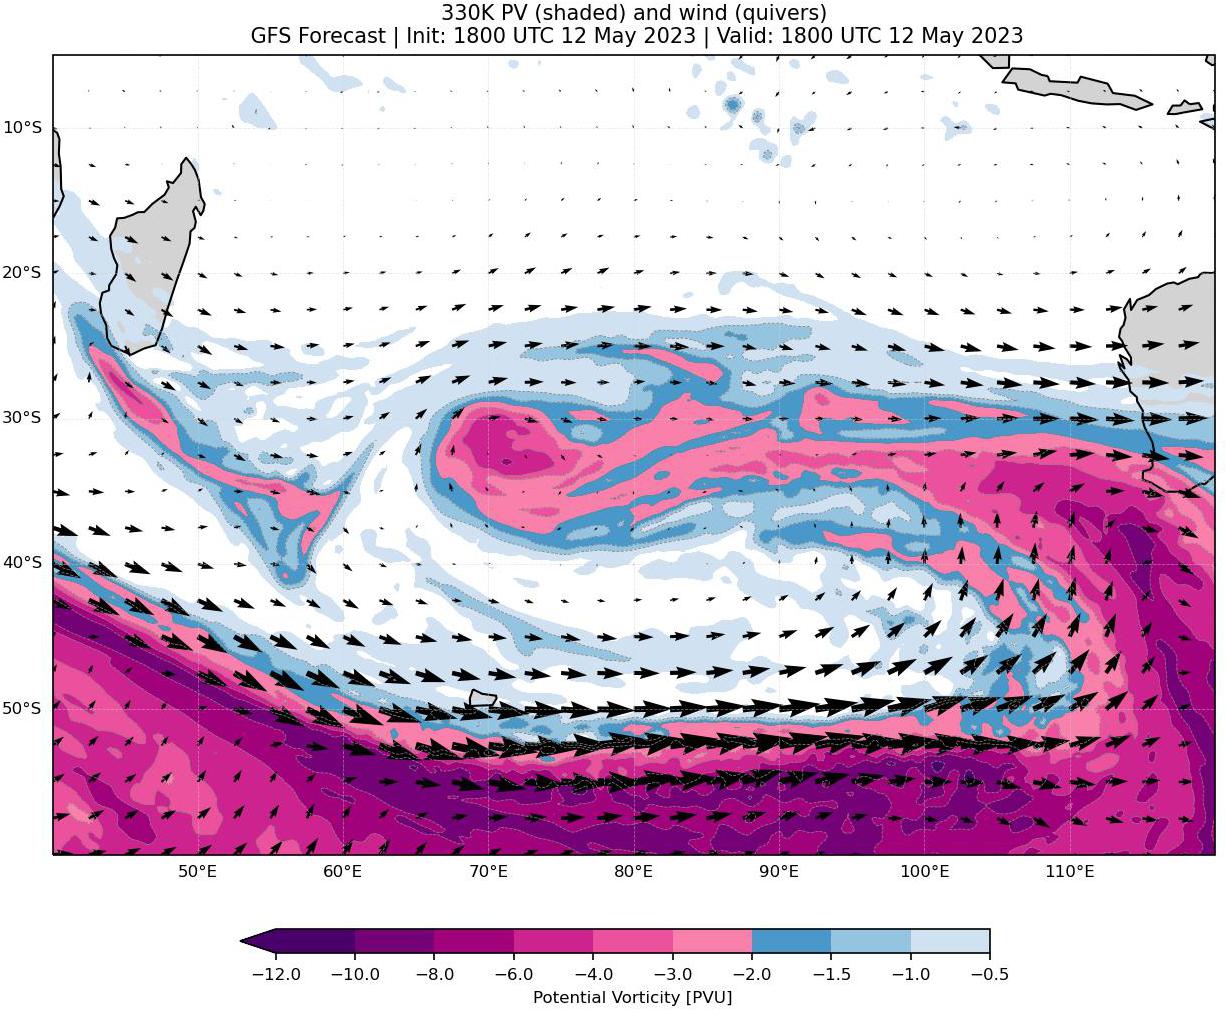 330K PV (shaded) and wind (quivers)
GFS Forecast | Init: 1800 UTC 12 May 2023 | Valid: 1800 UTC 12 May 2023
10°S
20°S
30°S
40°S
50°S
50°E 60°E 70°E 80°E 90°E 100°E 110°E
−12.0 −10.0 −8.0 −6.0 −4.0 −3.0 −2.0 −1.5 −1.0 −0.5
Potential Vorticity [PVU]